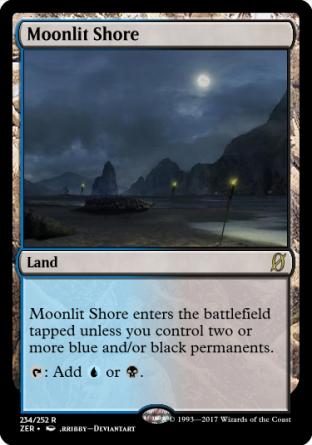 Moonlit Shore
Land
Moonlit Shore enters the battlefield
tapped unless you control two or
more blue and/or black permanents.
: Add or .
234/252 R
ZER • JRRIBBY—DEVIANTART
© 1993—2017 Wizards of the Coast